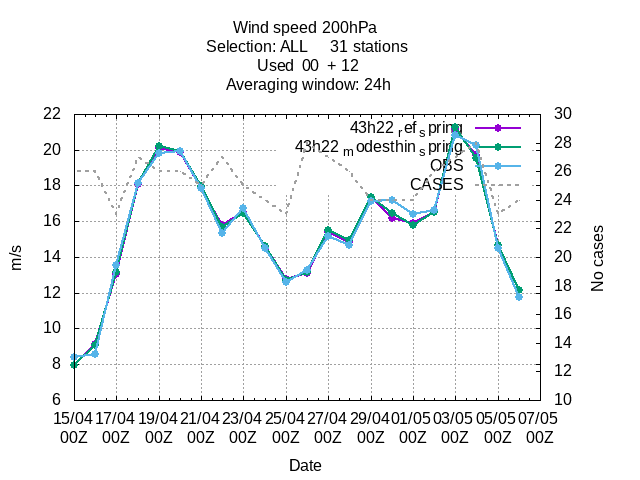 Wind speed 200hPa
Selection: ALL 31 stations
Used 00 + 12
Averaging window: 24h
22
20
18
16
14
12
10
8
6
m/s
30
28
26
24
22
20
18
16
14
12
10
No cases
43h22 refspring
43h22 modesthinspring
OBS
CASES
15/04 17/04 19/04 21/04 23/04 25/04 27/04 29/04 01/05 03/05 05/05 07/05
00Z 00Z 00Z 00Z 00Z 00Z 00Z 00Z 00Z 00Z 00Z 00Z
Date